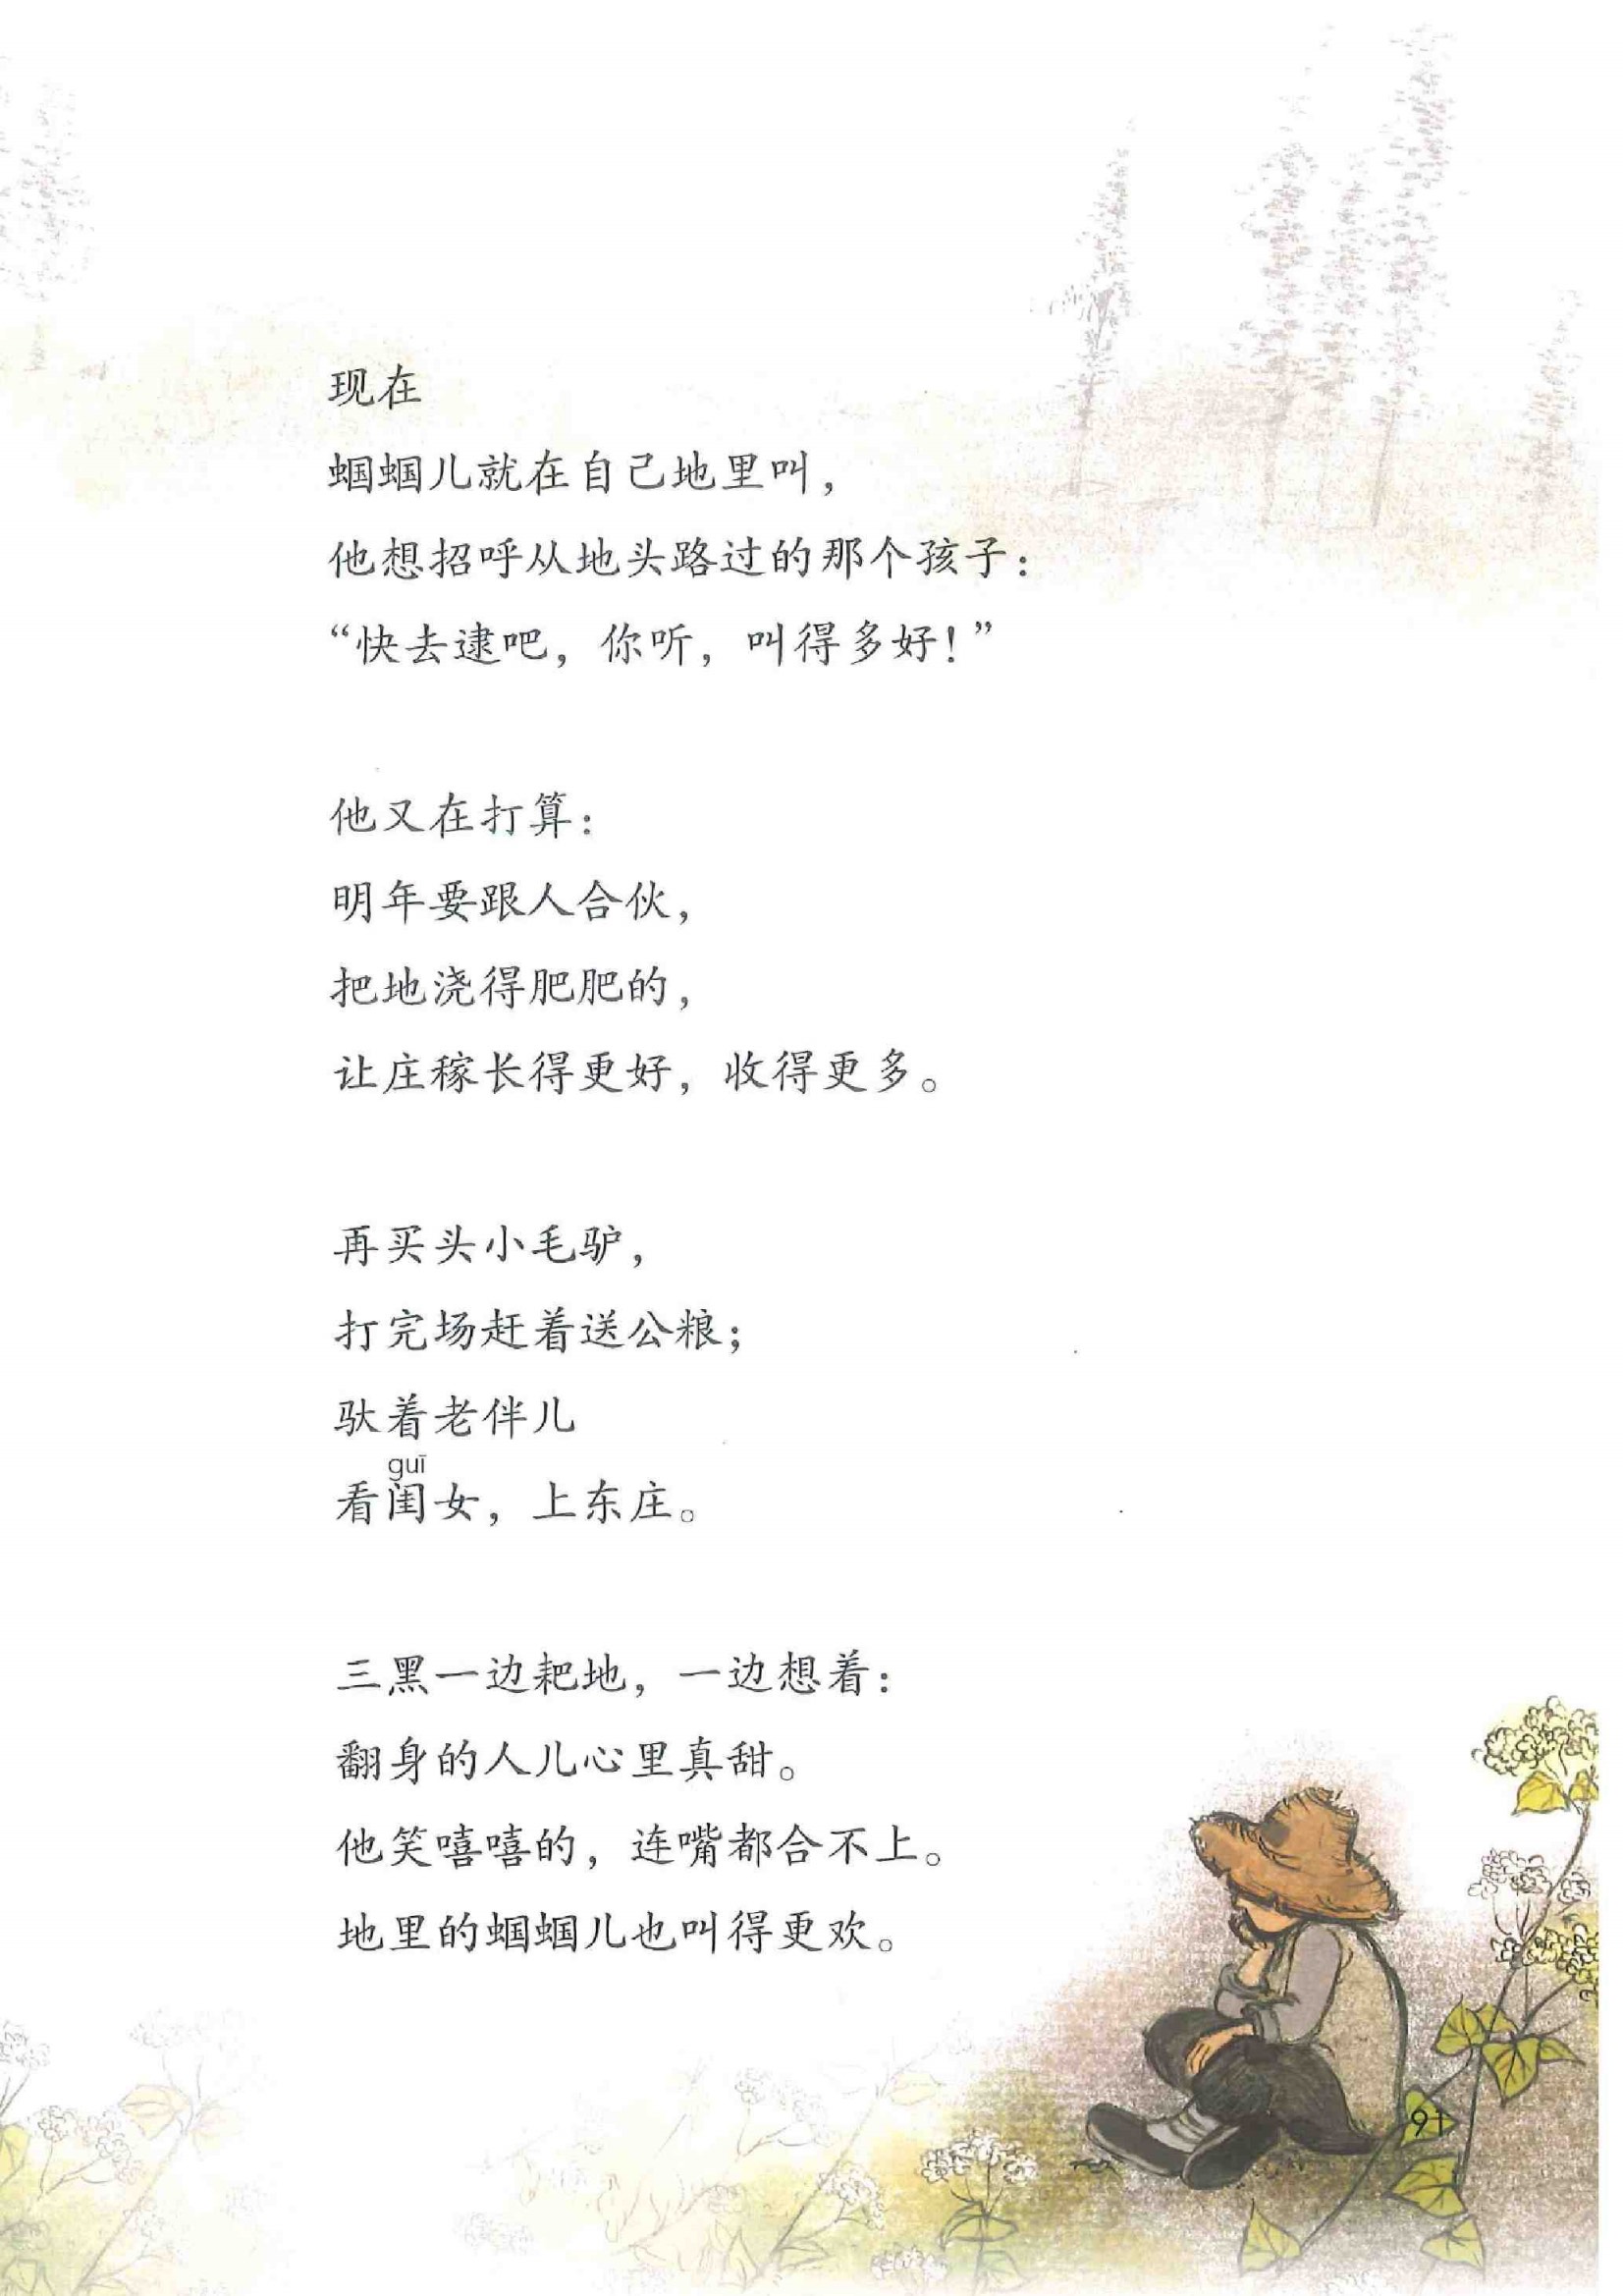 现在
蝈蝈儿就在自己地里叫，
他想招呼从地头路过的那个孩子：
“快去逮吧，你听，叫得多好！”
他又在打算：
明年要跟人合伙，
把地浇得肥肥的，
让庄稼长得更好，收得更多。
再买头小毛驴，
打完场赶着送公粮；
驮着老伴儿
guī
看闺女，上东庄。
三黑一边耙地，一边想着：
翻身的人儿心里真甜。
他笑嘻嘻的，连嘴都合不上。
地里的蝈蝈儿也叫得更欢。
91